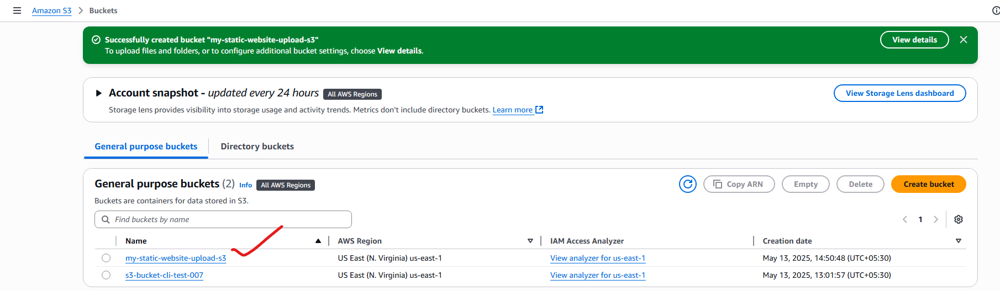 Amazon S3 > Buckets
Successfully created bucket "my-static-website-upload-s3"
To upload files and folders, or to configure additional bucket settings, choose View details.
View details
Account snapshot - updated every 24 hours All AWS Regions
View Storage Lens dashboard
Storage lens provides visibility into storage usage and activity trends. Metrics don't include directory buckets. Learn more
General purpose buckets Directory buckets
General purpose buckets (2) Info All AWS Regions
Copy ARN Empty Delete Create bucket
Buckets are containers for data stored in S3.
Find buckets by name
1
Name AWS Region IAM Access Analyzer Creation date
my-static-website-upload-s3 US East (N. Virginia) us-east-1 View analyzer for us-east-1 May 13, 2025, 14:50:48 (UTC+05:30)
s3-bucket-cli-test-007 US East (N. Virginia) us-east-1 View analyzer for us-east-1 May 13, 2025, 13:01:57 (UTC+05:30)